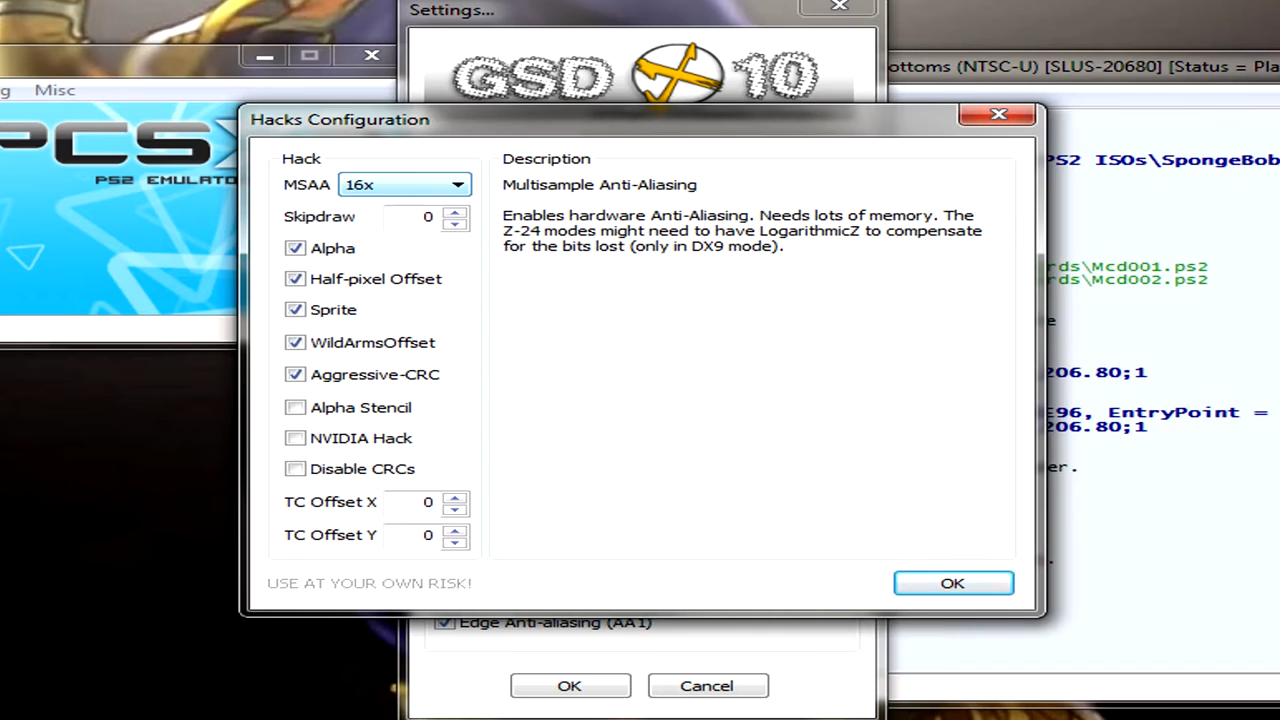 Settings...
GSD 10
ottoms (NTSC-U) [SLUS-20680] [Status = Pla
g Misc
PCSX
PS2 EMULATO
Hacks Configuration
Hack
MSAA 16x
Skipdraw 0
Alpha
Half-pixel Offset
Sprite
WildArmsOffset
Aggressive-CRC
Alpha Stencil
NVIDIA Hack
Disable CRCs
TC Offset X 0
TC Offset Y 0
USE AT YOUR OWN RISK!
Description
Multisample Anti-Aliasing
Enables hardware Anti-Aliasing. Needs lots of memory. The
Z-24 modes might need to have LogarithmicZ to compensate
for the bits lost (only in DX9 mode).
OK
PS2 ISOs\SpongeBob
rds\Mcd001.ps2
rds\Mcd002.ps2
e
206.80;1
E96, EntryPoint =
206.80;1
er.
Edge Anti-aliasing (AA1)
OK Cancel